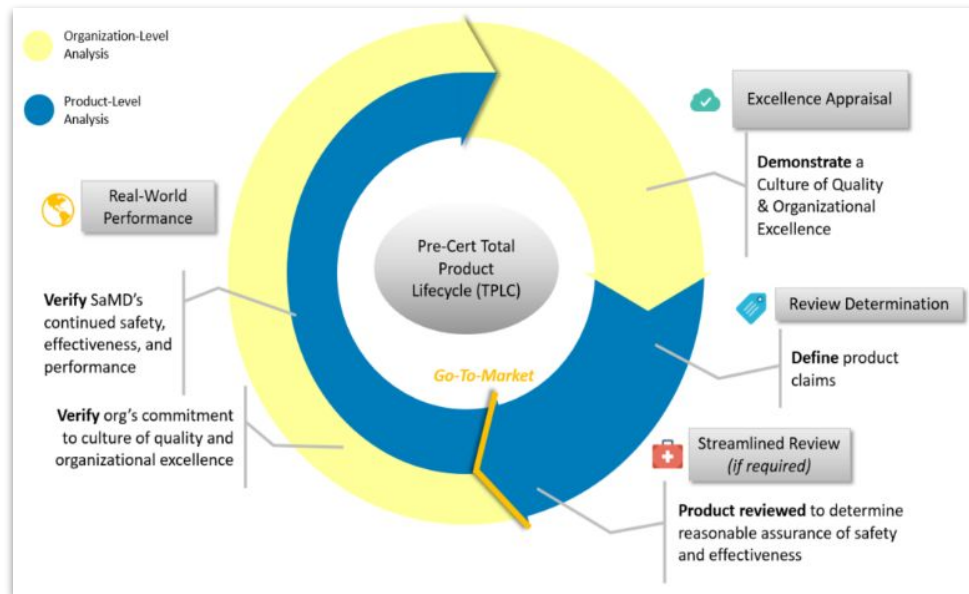 Organization-Level
Analysis
Product-Level
Analysis
Excellence Appraisal
Demonstrate a
Culture of Quality
& Organizational
Excellence
Real-World
Performance
Pre-Cert Total
Product
Lifecycle (TPLC)
Review Determination
Define product
claims
Verify SaMD's
continued safety,
effectiveness, and
performance
Go-To-Market
Verify org's commitment
to culture of quality and
organizational excellence
Streamlined Review
(if required)
Product reviewed to determine
reasonable assurance of safety
and effectiveness